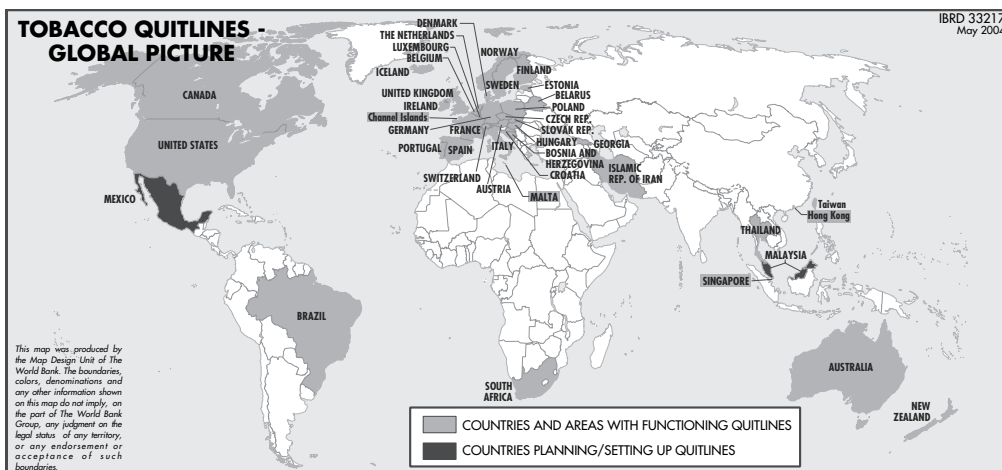 TOBACCO QUITLINES -
GLOBAL PICTURE
IBRD 33217
May 2004
DENMARK
THE NETHERLANDS
LUXEMBOURG
BELGIUM
NORWAY
ICELAND
FINLAND
SWEDEN
ESTONIA
BELARUS
UNITED KINGDOM
POLAND
IRELAND
CZECH REP.
Channel Islands
SLOVAK REP.
GERMANY
FRANCE
HUNGARY
GEORGIA
PORTUGAL
SPAIN
ITALY
BOSNIA AND
HERZEGOVINA
CROATIA
ISLAMIC
REP. OF IRAN
SWITZERLAND
AUSTRIA
MALTA
CANADA
UNITED STATES
MEXICO
Taiwan
Hong Kong
THAILAND
MALAYSIA
SINGAPORE
BRAZIL
AUSTRALIA
SOUTH
AFRICA
NEW
ZEALAND
This map was produced by
the Map Design Unit of The
World Bank. The boundaries,
colors, denominations and
any other information shown
on this map do not imply, on
the part of The World Bank
Group, any judgment on the
legal status of any territory,
or any endorsement or
acceptance of such
boundaries.
COUNTRIES AND AREAS WITH FUNCTIONING QUITLINES
COUNTRIES PLANNING/SETTING UP QUITLINES